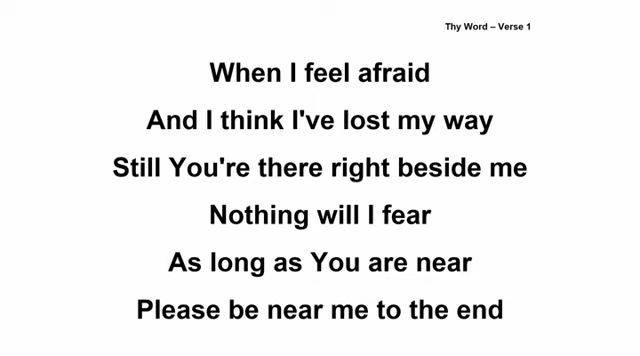 Thy Word – Verse 1
When I feel afraid
And I think I've lost my way
Still You're there right beside me
Nothing will I fear
As long as You are near
Please be near me to the end